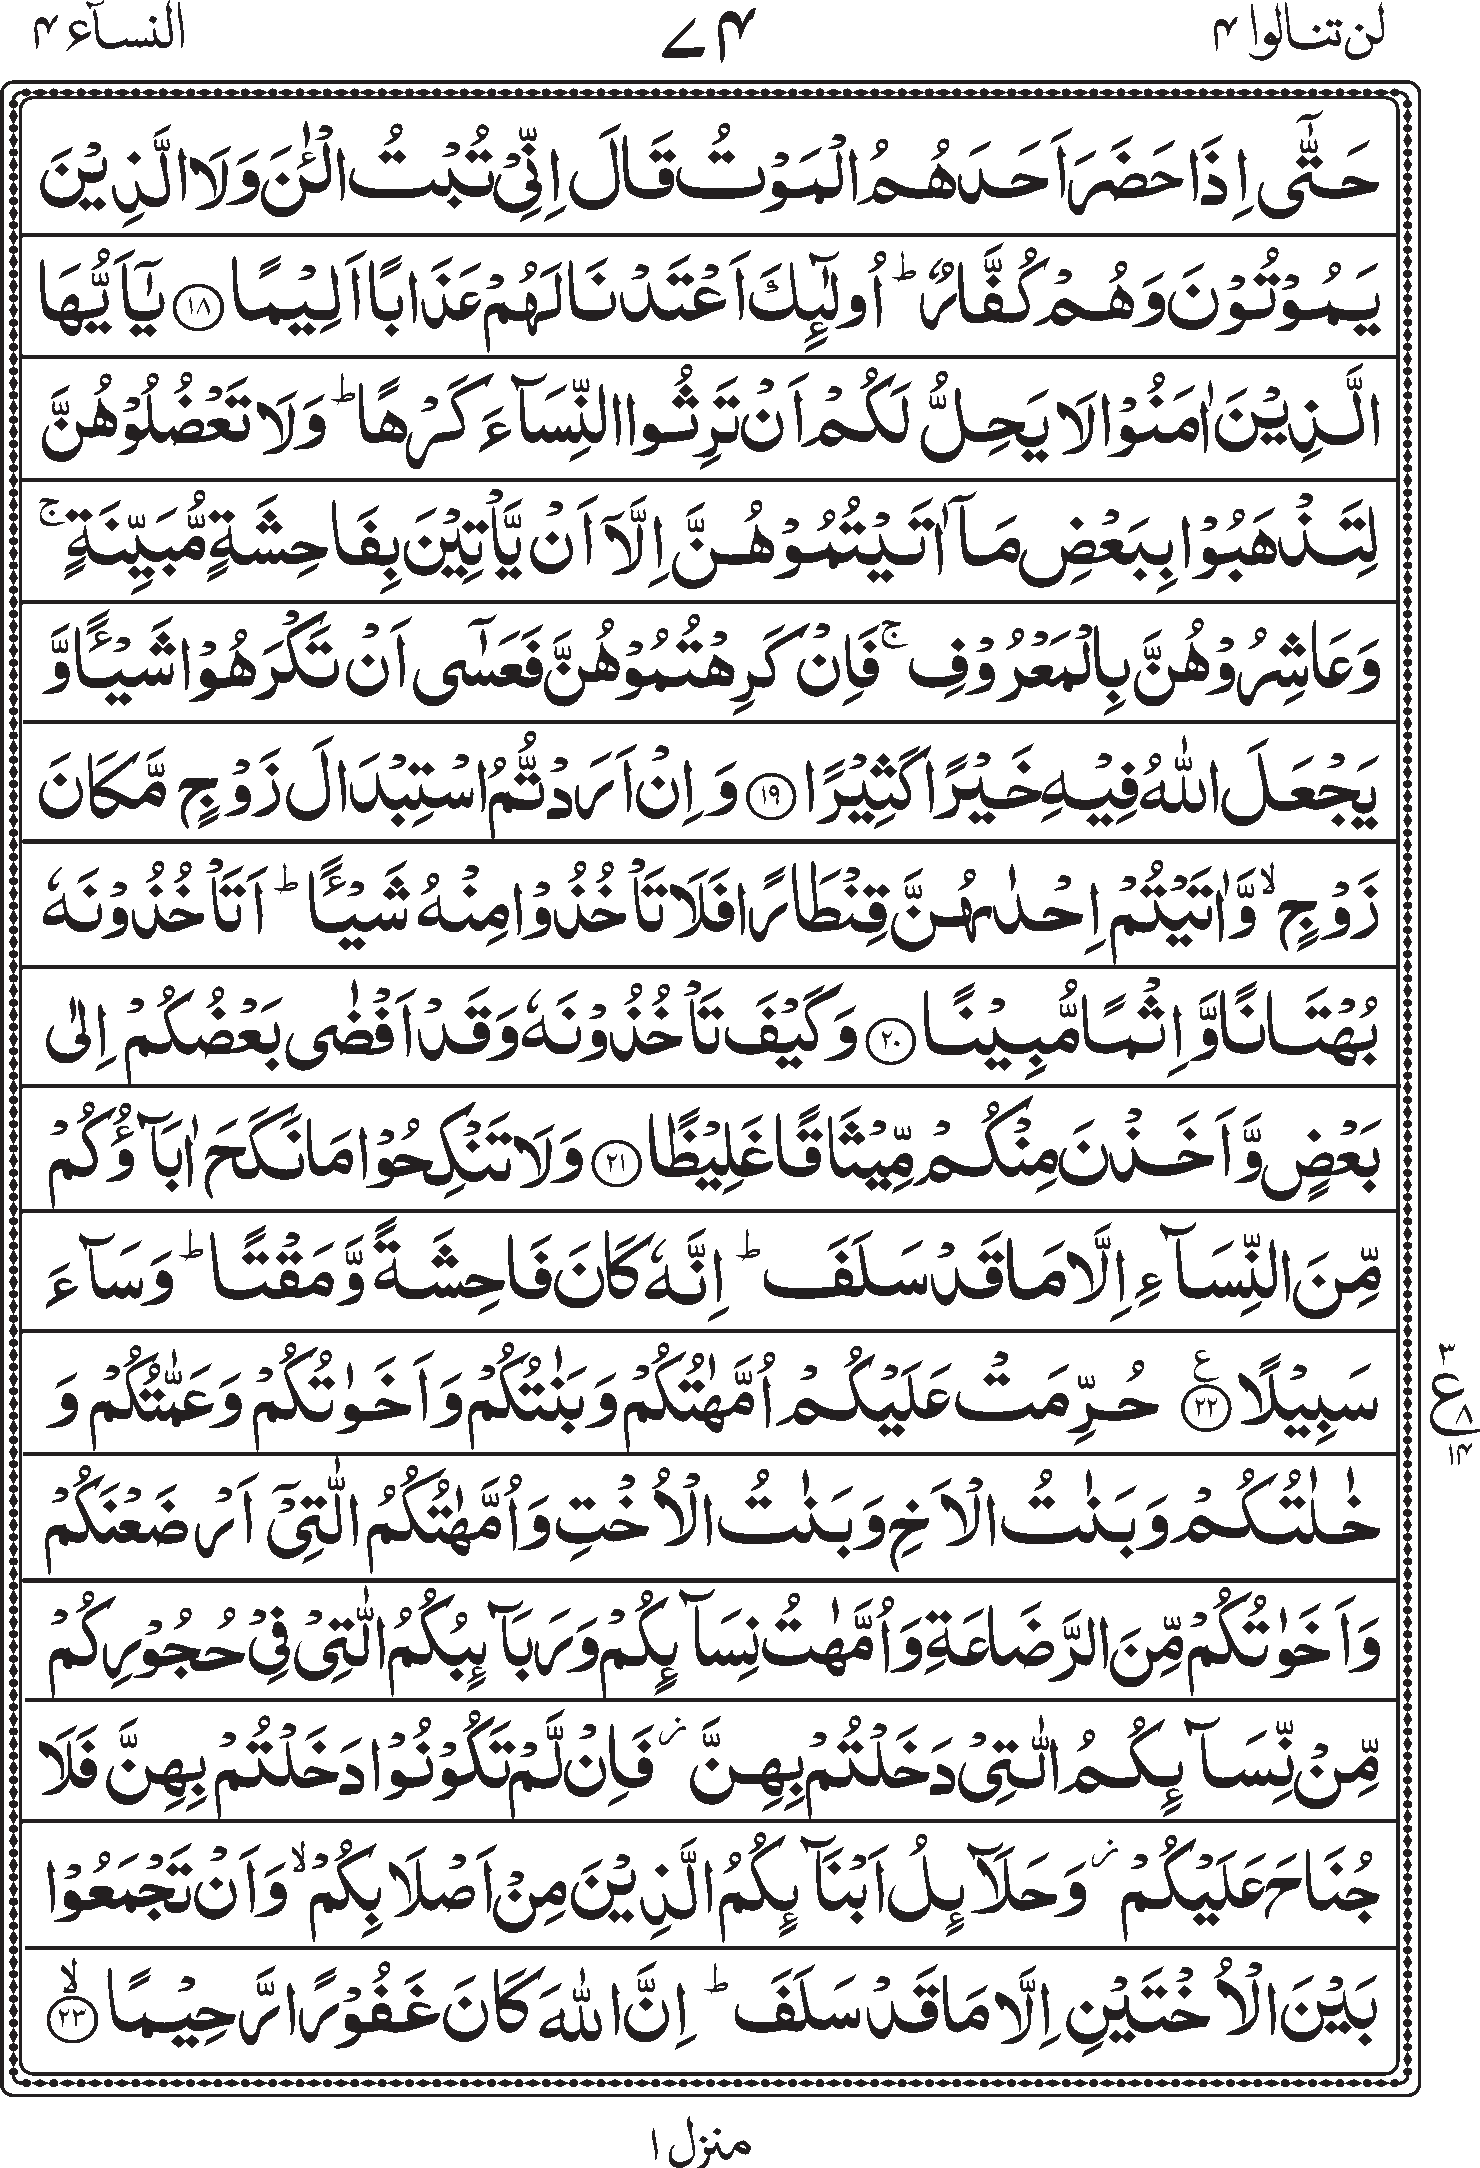 لن تنالوا ۴
۷۴
النسآء ۴
حَتّٰۤى اِذَا حَضَرَ اَحَدَهُمُ الْمَوْتُ قَالَ اِنِّیْ تُبْتُ الْـٰٔنَ وَلَا الَّذِیْنَ
یَمُوْتُوْنَ وَهُمْ كُفَّارٌ ؕ اُولٰٓىِٕكَ اَعْتَدْنَا لَهُمْ عَذَابًا اَلِیْمًا ﴿۱۸﴾ یٰۤاَیُّهَا
الَّذِیْنَ اٰمَنُوْا لَا یَحِلُّ لَكُمْ اَنْ تَرِثُوا النِّسَآءَ كَرْهًا ؕ وَلَا تَعْضُلُوْهُنَّ
لِتَذْهَبُوْا بِبَعْضِ مَاۤ اٰتَیْتُمُوْهُنَّ اِلَّاۤ اَنْ یَّاْتِیْنَ بِفَاحِشَةٍ مُّبَیِّنَةٍ ۚ
وَعَاشِرُوْهُنَّ بِالْمَعْرُوْفِ ۚ فَاِنْ كَرِهْتُمُوْهُنَّ فَعَسٰۤى اَنْ تَكْرَهُوْا شَیْـًٔا وَّ
یَجْعَلَ اللّٰهُ فِیْهِ خَیْرًا كَثِیْرًا ﴿۱۹﴾ وَاِنْ اَرَدْتُّمُ اسْتِبْدَالَ زَوْجٍ مَّكَانَ
زَوْجٍ ۙ وَّاٰتَیْتُمْ اِحْدٰىهُنَّ قِنْطَارًا فَلَا تَاْخُذُوْا مِنْهُ شَیْـًٔا ؕ اَتَاْخُذُوْنَهٗ
بُهْتَانًا وَّاِثْمًا مُّبِیْنًا ﴿۲۰﴾ وَكَیْفَ تَاْخُذُوْنَهٗ وَقَدْ اَفْضٰى بَعْضُكُمْ اِلٰى
بَعْضٍ وَّاَخَذْنَ مِنْكُمْ مِّیْثَاقًا غَلِیْظًا ﴿۲۱﴾ وَلَا تَنْكِحُوْا مَا نَكَحَ اٰبَآؤُكُمْ
مِّنَ النِّسَآءِ اِلَّا مَا قَدْ سَلَفَ ؕ اِنَّهٗ كَانَ فَاحِشَةً وَّمَقْتًا ؕ وَسَآءَ
سَبِیْلًا ﴿۲۲﴾ ع حُرِّمَتْ عَلَیْكُمْ اُمَّهٰتُكُمْ وَبَنٰتُكُمْ وَاَخَوٰتُكُمْ وَعَمّٰتُكُمْ وَ
خٰلٰتُكُمْ وَبَنٰتُ الْاَخِ وَبَنٰتُ الْاُخْتِ وَاُمَّهٰتُكُمُ الّٰتِیْۤ اَرْضَعْنَكُمْ
وَاَخَوٰتُكُمْ مِّنَ الرَّضَاعَةِ وَاُمَّهٰتُ نِسَآىِٕكُمْ وَرَبَآىِٕبُكُمُ الّٰتِیْ فِیْ حُجُوْرِكُمْ
مِّنْ نِّسَآىِٕكُمُ الّٰتِیْ دَخَلْتُمْ بِهِنَّ ؗ فَاِنْ لَّمْ تَكُوْنُوْا دَخَلْتُمْ بِهِنَّ فَلَا
جُنَاحَ عَلَیْكُمْ ؗ وَحَلَآىِٕلُ اَبْنَآىِٕكُمُ الَّذِیْنَ مِنْ اَصْلَابِكُمْ ۙ وَاَنْ تَجْمَعُوْا
بَیْنَ الْاُخْتَیْنِ اِلَّا مَا قَدْ سَلَفَ ؕ اِنَّ اللّٰهَ كَانَ غَفُوْرًا رَّحِیْمًا ﴿۲۳﴾ ۙ
۳
ع ۸
۱۴
منزل ۱